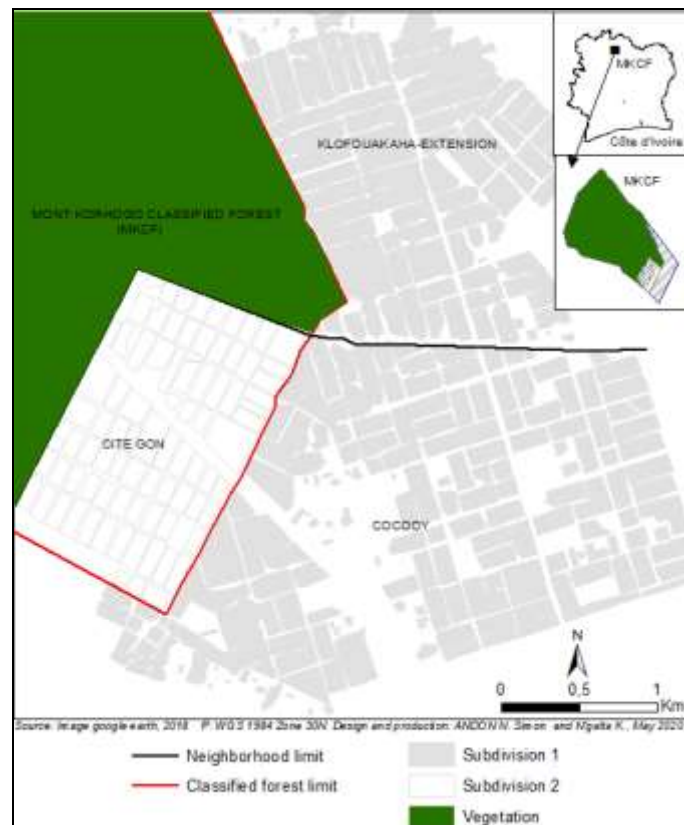 MKCF
Côte d'Ivoire
KLOFOUAKAHA-EXTENSION
MKCF
MONT KORHOGO CLASSIFIED FOREST
(MKCF)
CITE GON
COCODY
N
0 0,5 1
Km
Source: Image google earth, 2018 P. WGS 1984 Zone 30N Design and production: ANDON N. Simon and N'gatta K., May 2020
Neighborhood limit
Classified forest limit
Subdivision 1
Subdivision 2
Vegetation